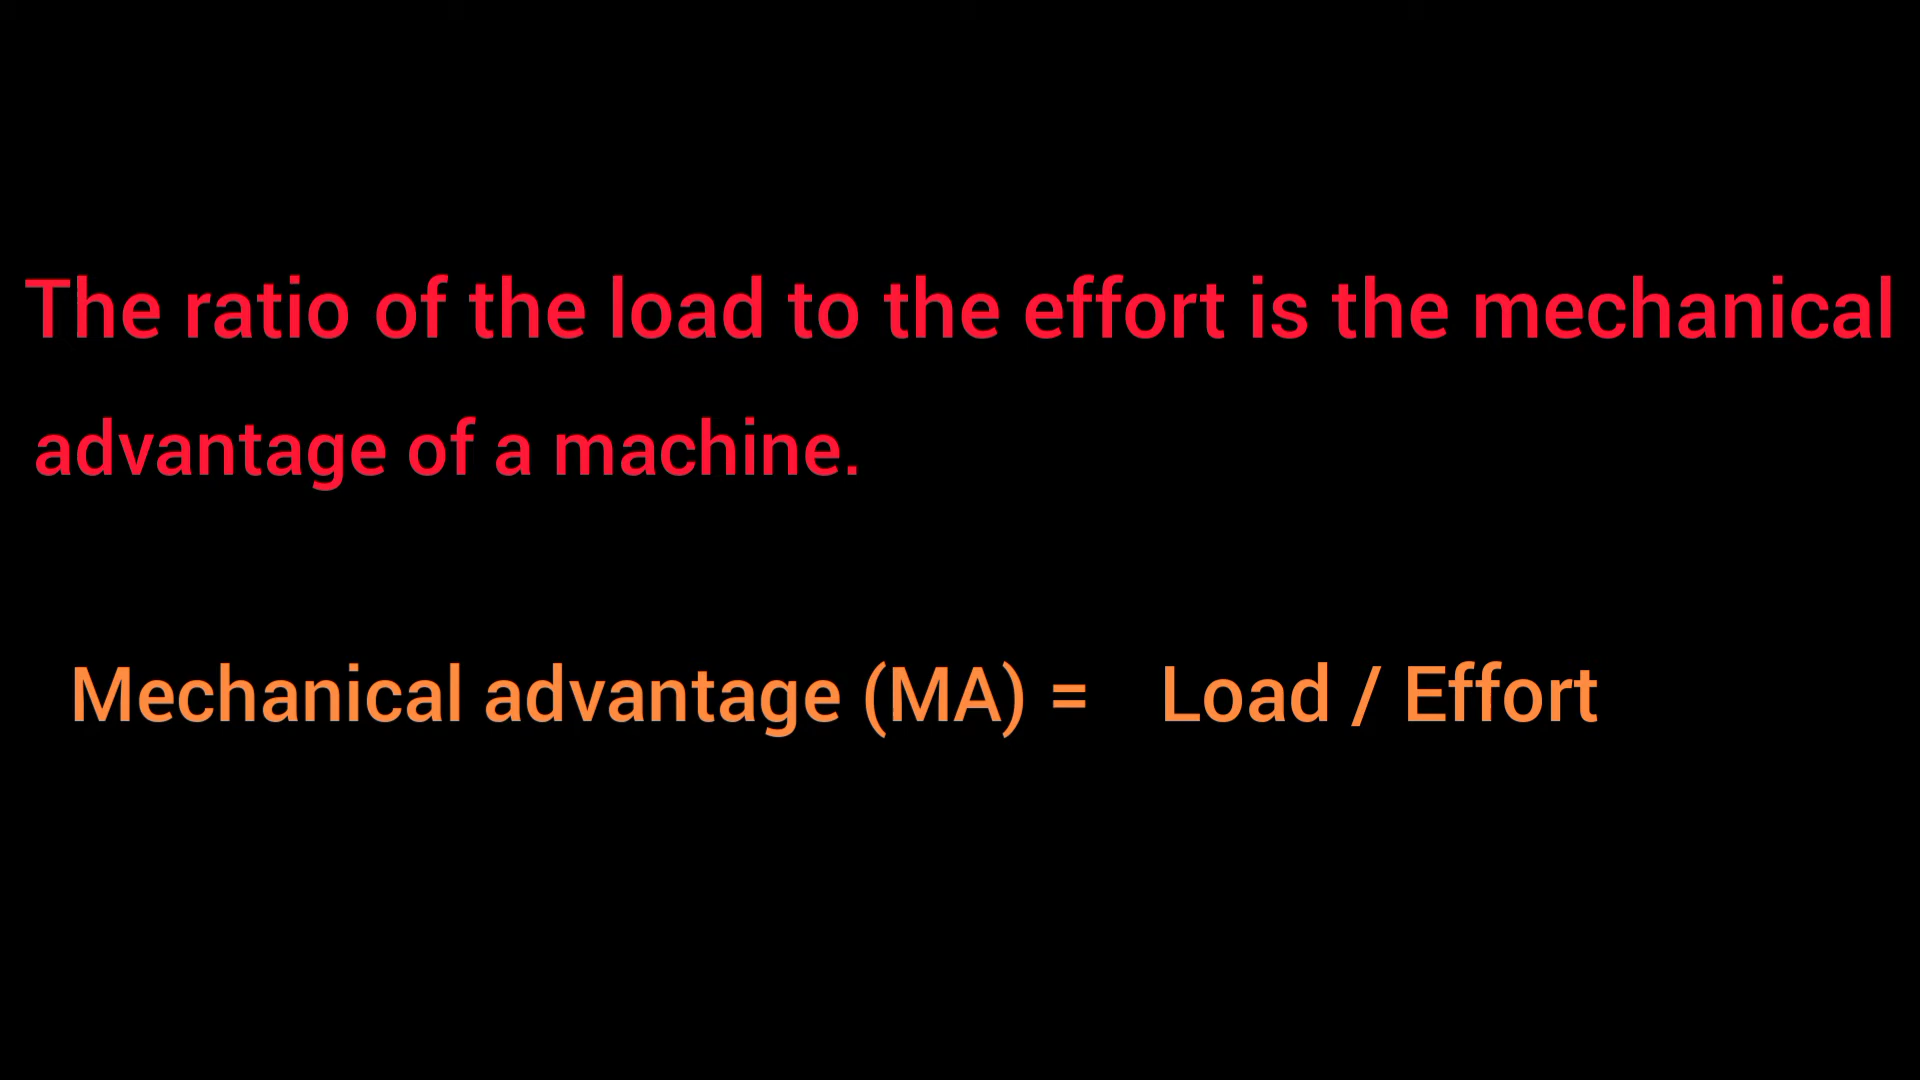 The ratio of the load to the effort is the mechanical
advantage of a machine.
Mechanical advantage (MA) = Load / Effort